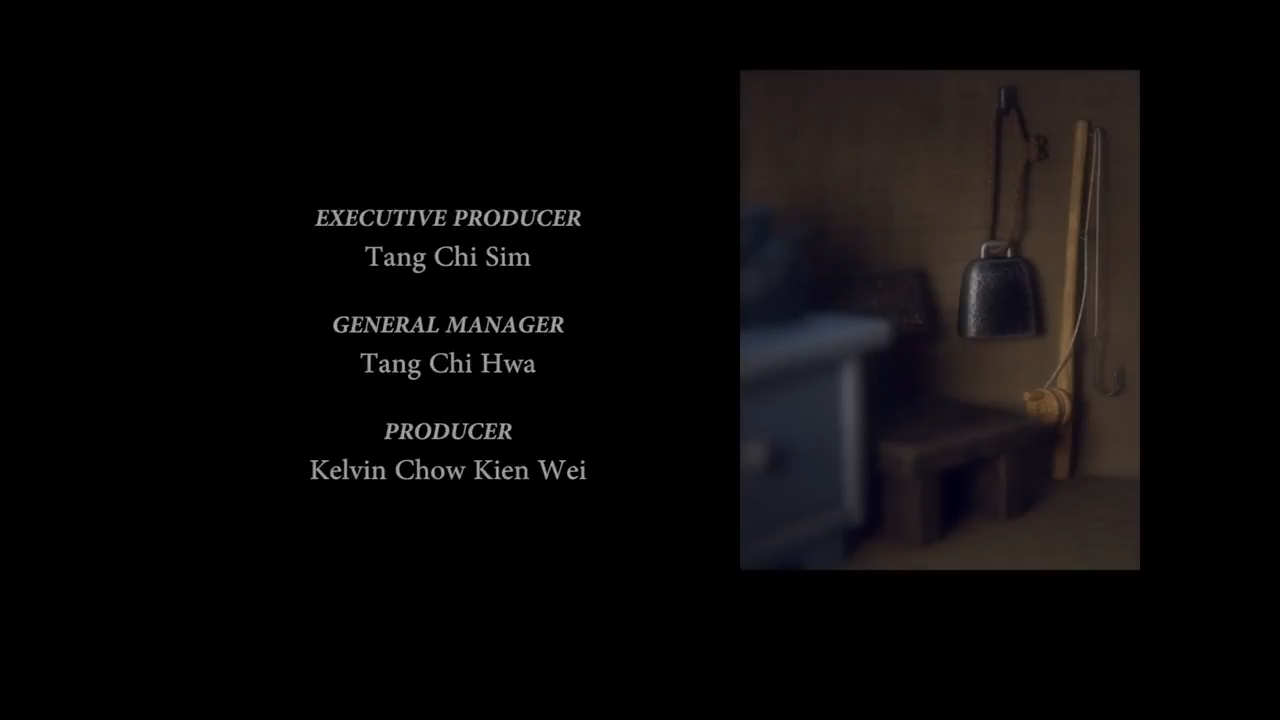 EXECUTIVE PRODUCER
Tang Chi Sim
GENERAL MANAGER
Tang Chi Hwa
PRODUCER
Kelvin Chow Kien Wei